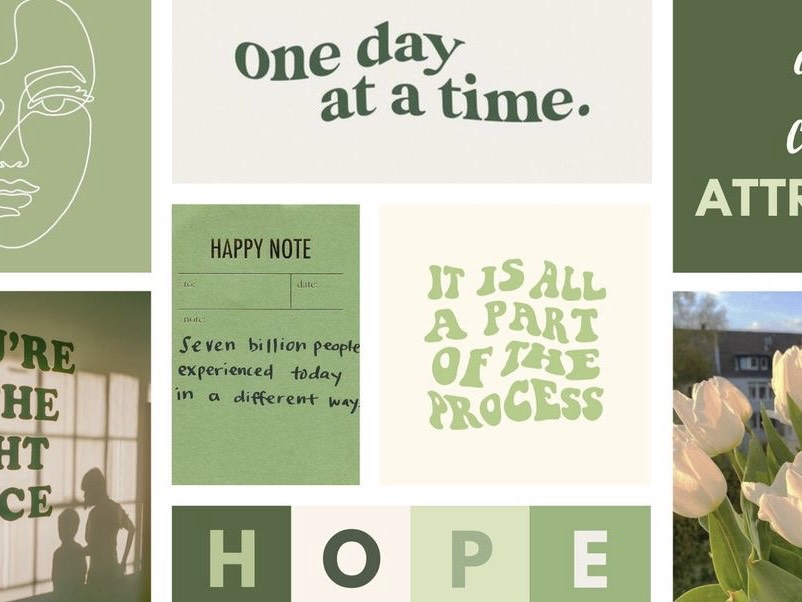 One day
at a time.
HAPPY NOTE
to:
date:
note:
Seven billion people
experienced today
in a different way
IT IS ALL
A PART
OF THE
PROCESS
HOPE